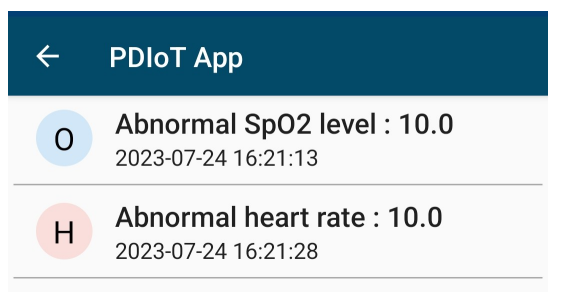 PDIoT App
O
Abnormal SpO2 level : 10.0
2023-07-24 16:21:13
H
Abnormal heart rate : 10.0
2023-07-24 16:21:28